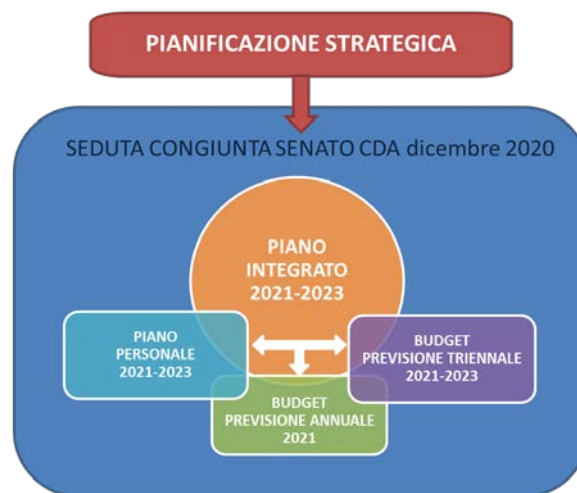 PIANIFICAZIONE STRATEGICA
SEDUTA CONGIUNTA SENATO CDA dicembre 2020
PIANO
INTEGRATO
2021-2023
PIANO
PERSONALE
2021-2023
BUDGET
PREVISIONE TRIENNALE
2021-2023
BUDGET
PREVISIONE ANNUALE
2021